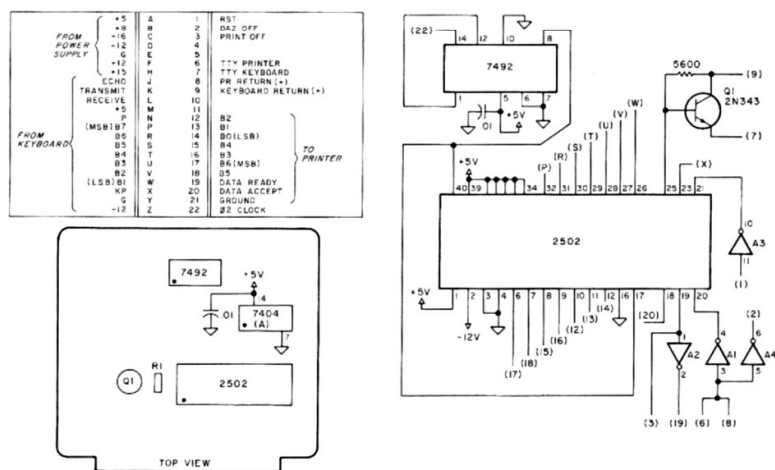 +5 A 1 RST
+8 B 2 DAZ OFF
-16 C 3 PRINT OFF
-12 D 4
G E 5
+12 F 6 TTY PRINTER
+15 H 7 TTY KEYBOARD
ECHO J 8 PR RETURN (+)
TRANSMIT K 9 KEYBOARD RETURN (+)
RECEIVE L 10
+5 M 11
P N 12 B2
(MSB) B7 P 13 B1
B6 R 14 B0 (LSB)
B5 S 15 B4
B4 T 16 B3
B3 U 17 B6 (MSB)
B2 V 18 B5
(LSB) B1 W 19 DATA READY
KP X 20 DATA ACCEPT
G Y 21 GROUND
-12 Z 22 Ø2 CLOCK
FROM
POWER
SUPPLY
FROM
KEYBOARD
TO
PRINTER
7492
+5V
14
7404
(A)
.01
7
Q1
R1
2502
TOP VIEW
(22)
14 12 10 8
7492
1 5 6 7
.01
+5V
5600
(9)
Q1
2N343
(7)
+5V
(P) (R) (S) (T) (U) (V) (W)
(X)
40 39 34 32 31 30 29 28 27 26 25 23 21
2502
10
A3
11
(1)
+5V
1 2 3 4 6 7 8 9 10 11 12 16 17 18 19 20
-12V
(17) (18) (15) (16) (12) (13) (14)
(20)
1
A2
2
4
A1
3
(2)
6
A4
5
(3) (19) (6) (8)